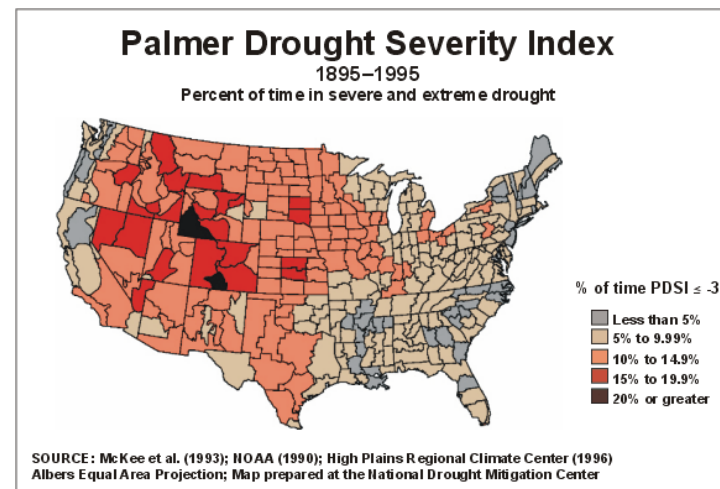 Palmer Drought Severity Index
1895–1995
Percent of time in severe and extreme drought
% of time PDSI ≤ -3
Less than 5%
5% to 9.99%
10% to 14.9%
15% to 19.9%
20% or greater
SOURCE: McKee et al. (1993); NOAA (1990); High Plains Regional Climate Center (1996)
Albers Equal Area Projection; Map prepared at the National Drought Mitigation Center